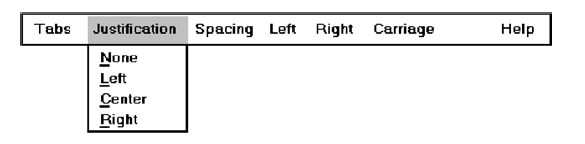 Tabs Justification Spacing Left Right Carriage Help
None
Left
Center
Right